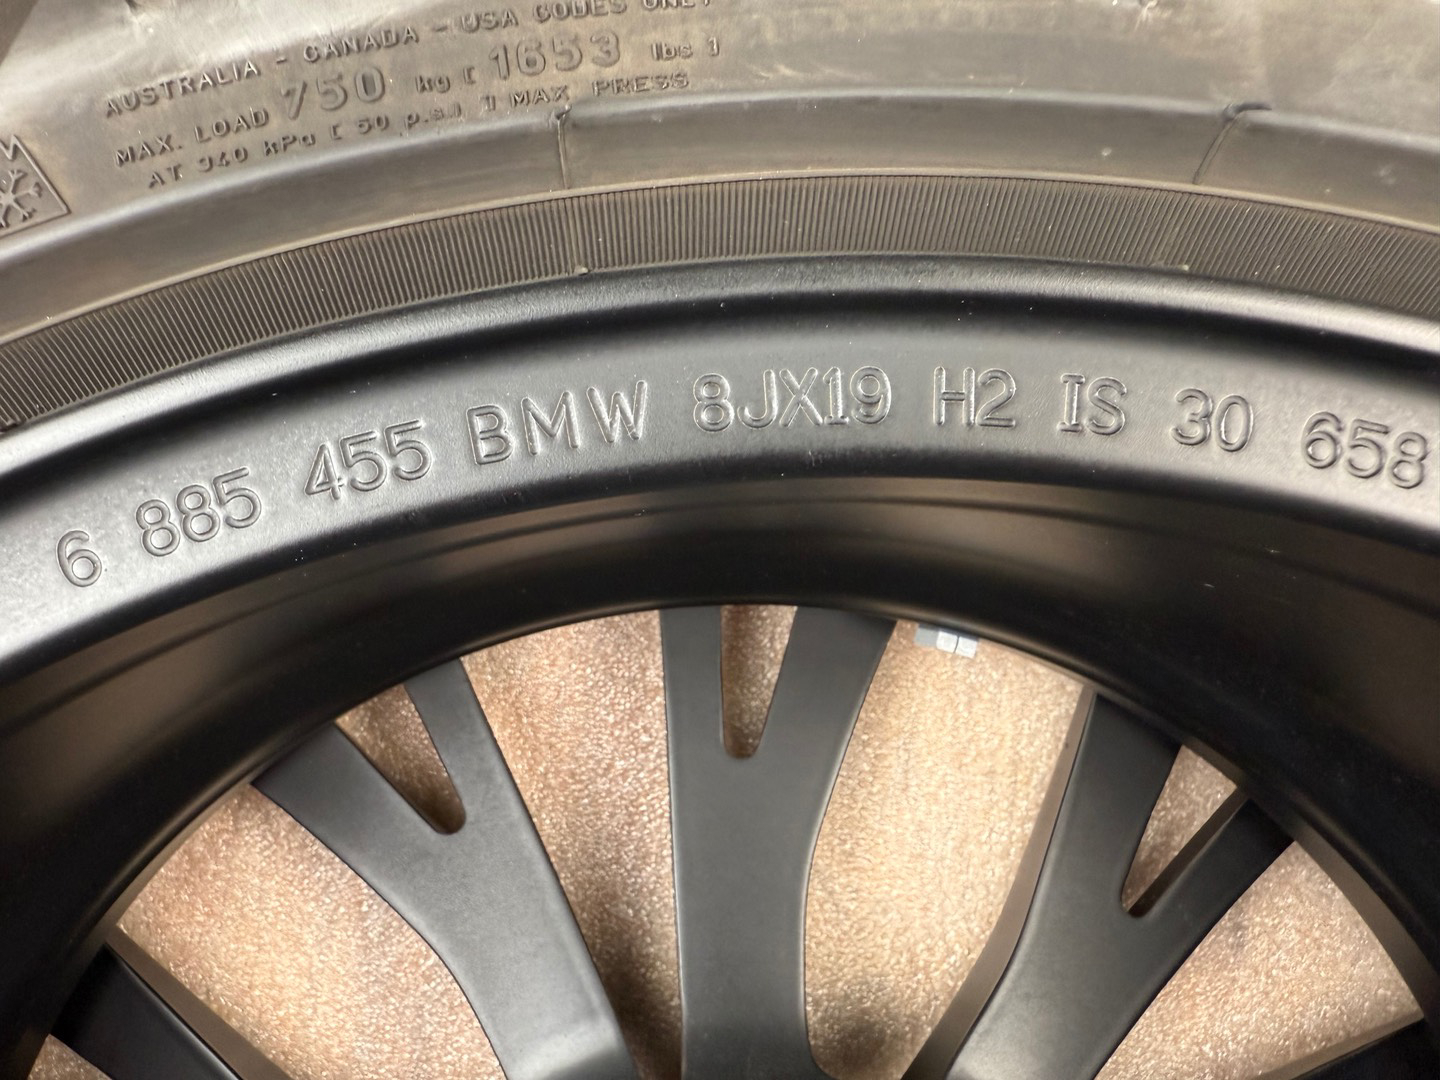 AUSTRALIA - CANADA - USA CODES ONLY
MAX. LOAD 750 kg [ 1653 lbs ]
AT 340 kPa [ 50 p.s.i ] MAX PRESS
6 885 455 BMW 8JX19 H2 IS 30 658